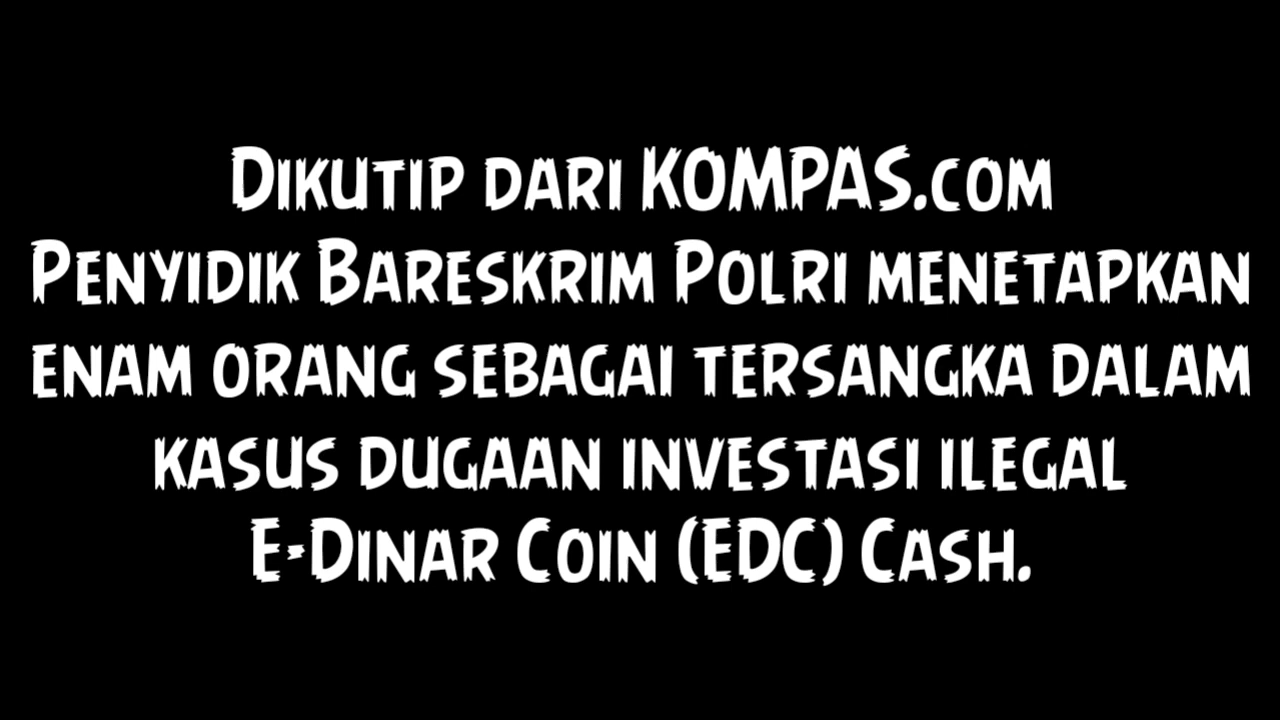 Dikutip dari KOMPAS.com
Penyidik Bareskrim Polri menetapkan
enam orang sebagai tersangka dalam
kasus dugaan investasi ilegal
E-Dinar Coin (EDC) Cash.